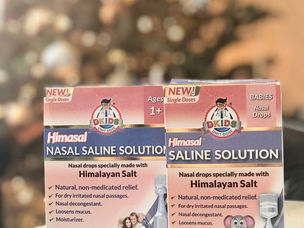 NEW!
Single Doses
Ages
1+
DKIDS
Himasal
NASAL SALINE SOLUTION
Nasal drops specially made with
Himalayan Salt
Natural, non-medicated relief.
For dry irritated nasal passages.
Nasal decongestant.
Loosens mucus.
Moisturizer.
NEW!
Single Doses
BABIES
Nasal
Drops
DKIDS
Himasal
SALINE SOLUTION
Nasal drops specially made with
Himalayan Salt
Natural, non-medicated relief.
For dry irritated nasal passages.
Nasal decongestant.
Loosens mucus.